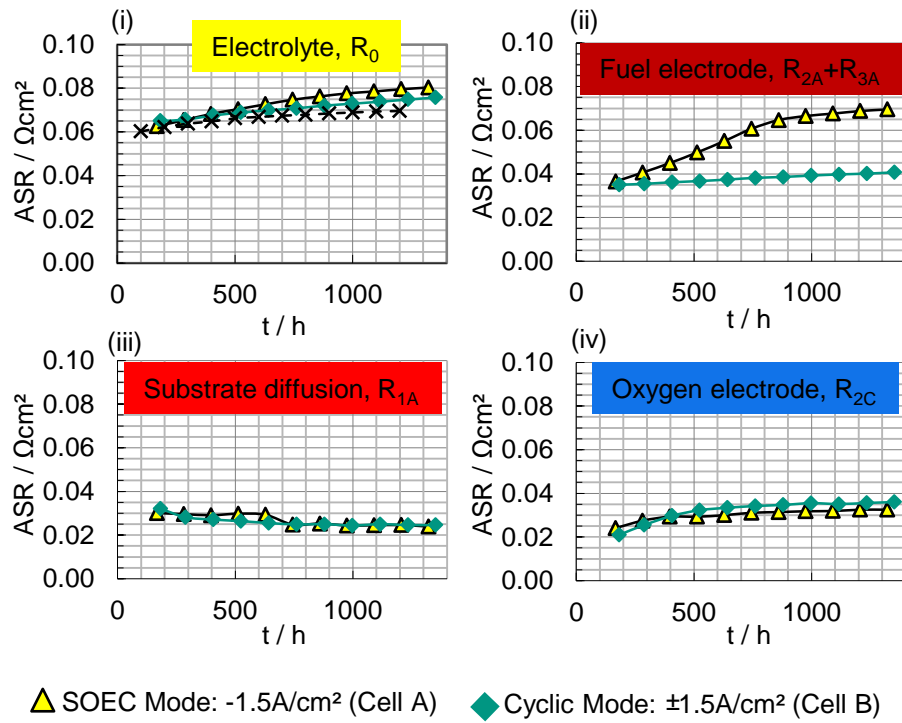 (i)
Electrolyte, R₀
0.10
0.08
0.06
0.04
0.02
0.00
ASR / Ωcm²
0 500 1000
t / h
(ii)
Fuel electrode, R₂ₐ+R₃ₐ
0.10
0.08
0.06
0.04
0.02
0.00
ASR / Ωcm²
0 500 1000
t / h
(iii)
Substrate diffusion, R₁ₐ
0.10
0.08
0.06
0.04
0.02
0.00
ASR / Ωcm²
0 500 1000
t / h
(iv)
Oxygen electrode, R2C
0.10
0.08
0.06
0.04
0.02
0.00
ASR / Ωcm²
0 500 1000
t / h
SOEC Mode: -1.5A/cm² (Cell A) Cyclic Mode: ±1.5A/cm² (Cell B)